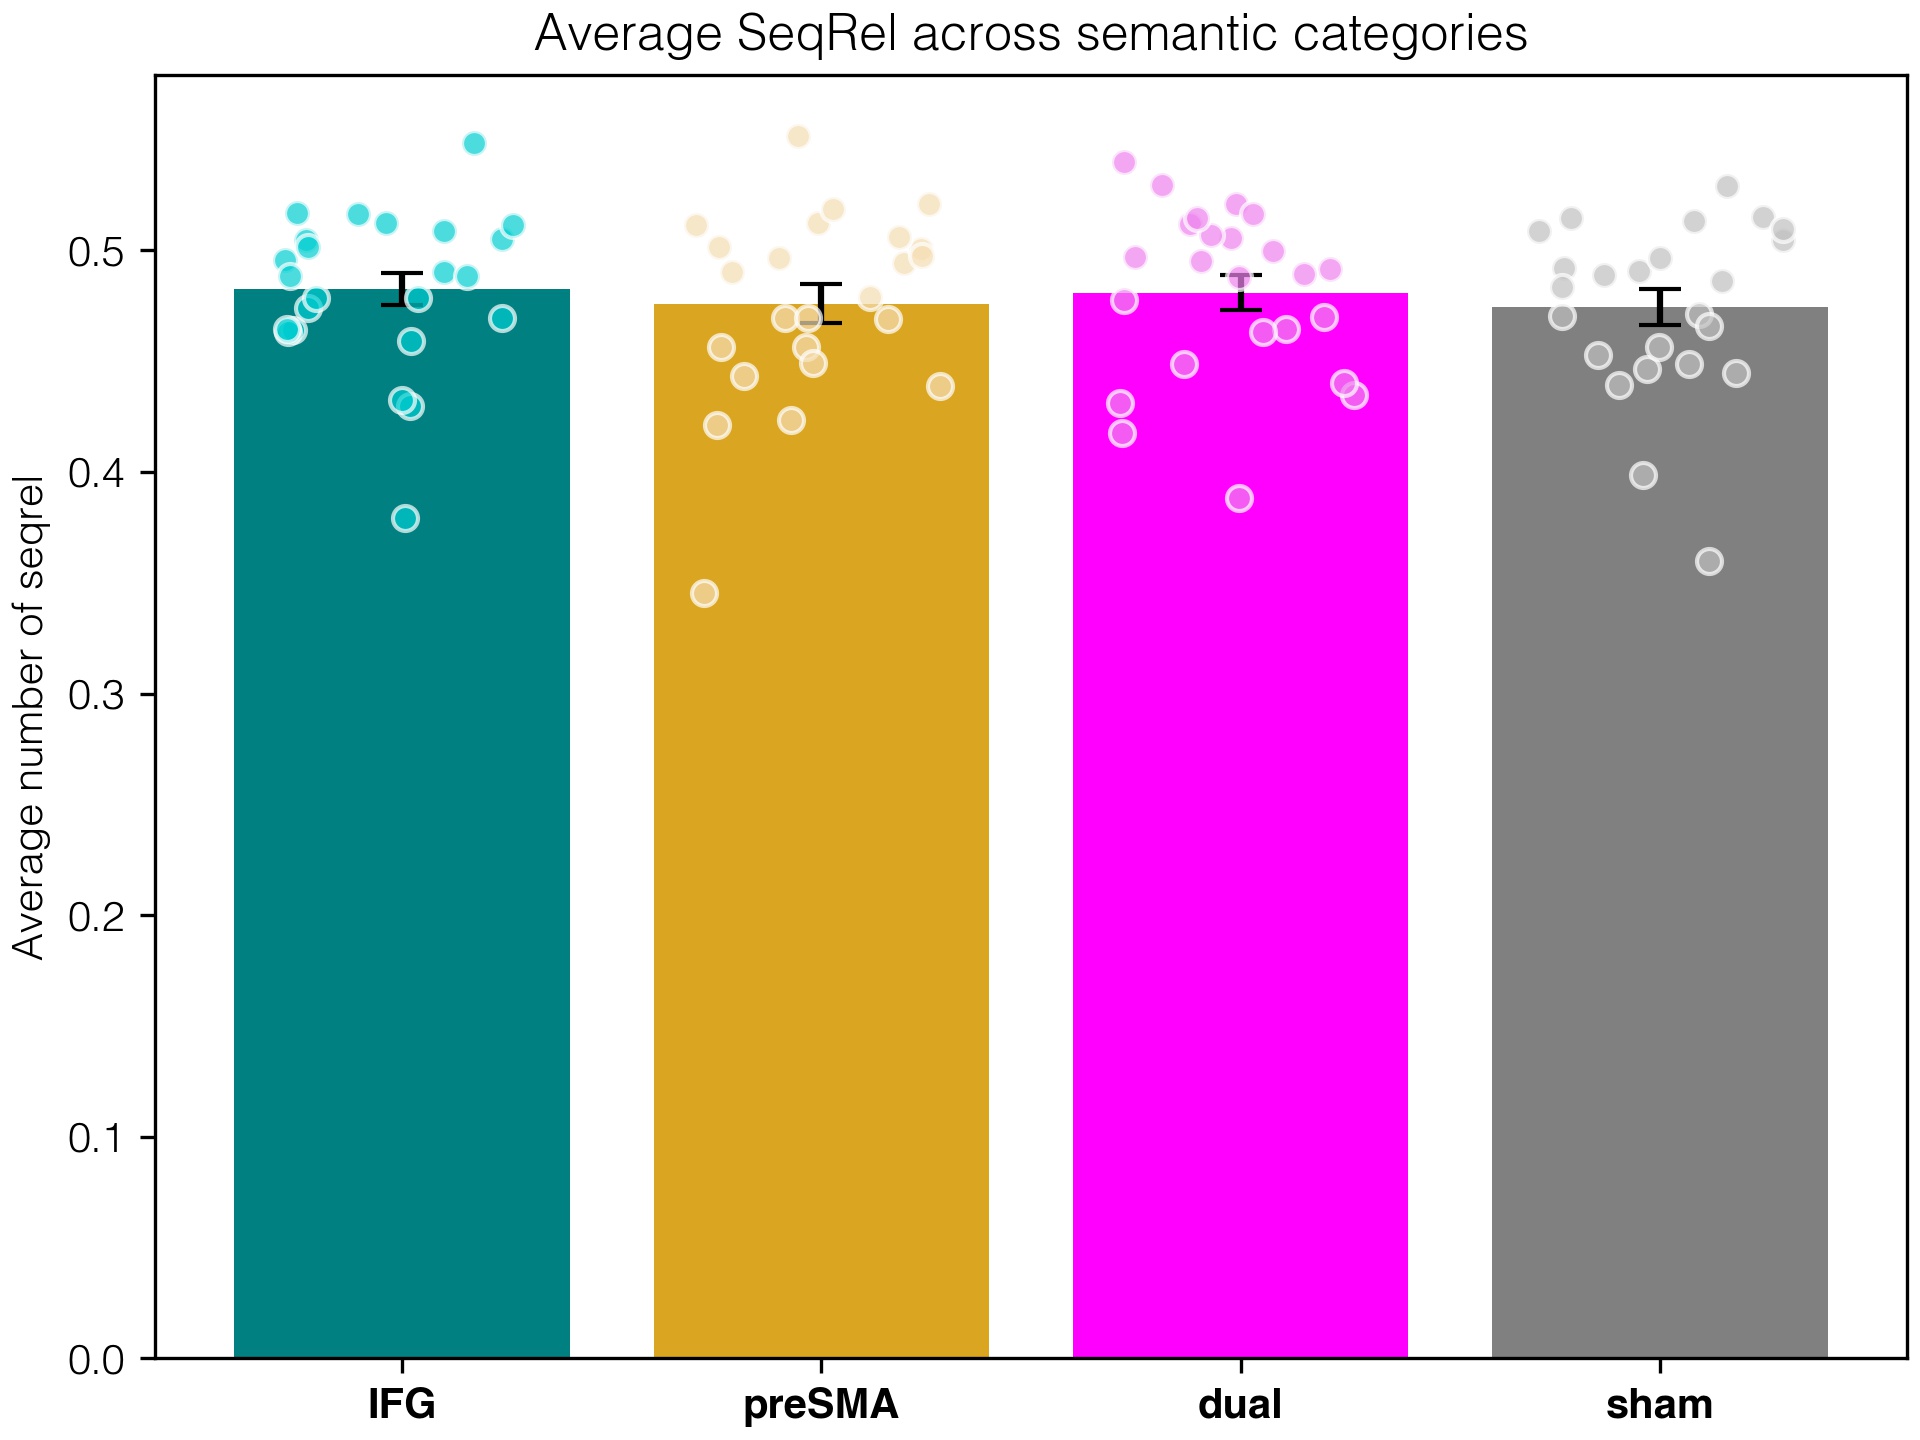 Average SeqRel across semantic categories
Average number of seqrel
0.5
0.4
0.3
0.2
0.1
0.0
IFG
preSMA
dual
sham